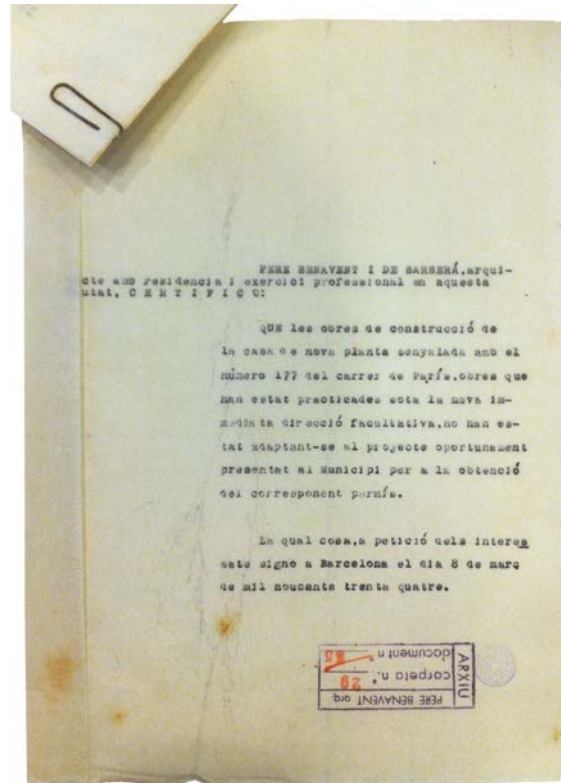 PERE BENAVENT I DE BARBERÁ,arqui-
cte amb residencia i exercici professional en aquesta
utat, C E R T I F I C O:
QUE les obres de construcció de
la casa de nova planta senyalada amb el
número 177 del carrer de París,obres que
han estat practicades sota la meva im-
mediata direcció facultativa,no han es-
tat adaptant-se al projecte oportunament
presentat al Municipi per a la obtenció
del corresponent permís.
La qual cosa,a petició dels interes
sats signo a Barcelona el dia 8 de març
de mil noucents trenta quatre.
ARXIU
PERE BENAVENT arq.
carpeta n.º 29
document n.º